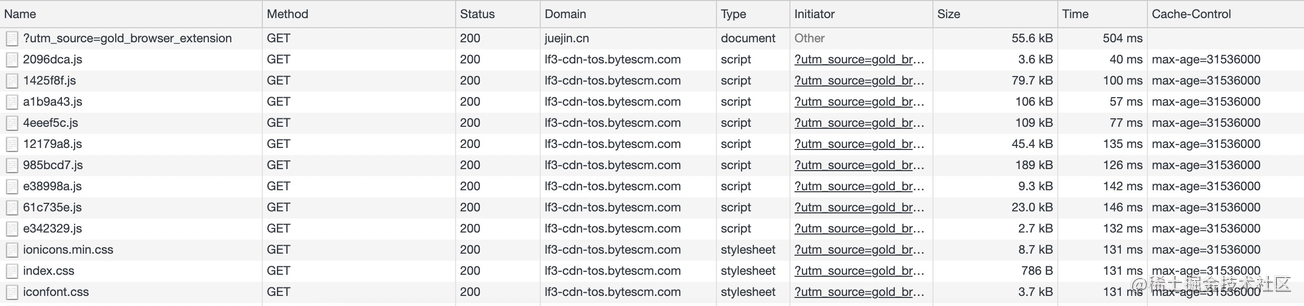 Name Method Status Domain Type Initiator Size Time Cache-Control
?utm_source=gold_browser_extension GET 200 juejin.cn document Other 55.6 kB 504 ms
2096dca.js GET 200 lf3-cdn-tos.bytescm.com script ?utm_source=gold_br... 3.6 kB 40 ms max-age=31536000
1425f8f.js GET 200 lf3-cdn-tos.bytescm.com script ?utm_source=gold_br... 79.7 kB 100 ms max-age=31536000
a1b9a43.js GET 200 lf3-cdn-tos.bytescm.com script ?utm_source=gold_br... 106 kB 57 ms max-age=31536000
4eeef5c.js GET 200 lf3-cdn-tos.bytescm.com script ?utm_source=gold_br... 109 kB 77 ms max-age=31536000
12179a8.js GET 200 lf3-cdn-tos.bytescm.com script ?utm_source=gold_br... 45.4 kB 135 ms max-age=31536000
985bcd7.js GET 200 lf3-cdn-tos.bytescm.com script ?utm_source=gold_br... 189 kB 126 ms max-age=31536000
e38998a.js GET 200 lf3-cdn-tos.bytescm.com script ?utm_source=gold_br... 9.3 kB 142 ms max-age=31536000
61c735e.js GET 200 lf3-cdn-tos.bytescm.com script ?utm_source=gold_br... 23.0 kB 146 ms max-age=31536000
e342329.js GET 200 lf3-cdn-tos.bytescm.com script ?utm_source=gold_br... 2.7 kB 132 ms max-age=31536000
ionicons.min.css GET 200 lf3-cdn-tos.bytescm.com stylesheet ?utm_source=gold_br... 8.7 kB 131 ms max-age=31536000
index.css GET 200 lf3-cdn-tos.bytescm.com stylesheet ?utm_source=gold_br... 786 B 131 ms max-age=31536000
iconfont.css GET 200 lf3-cdn-tos.bytescm.com stylesheet ?utm_source=gold_br... 3.7 kB 131 ms max-age=31536000
@稀土掘金技术社区